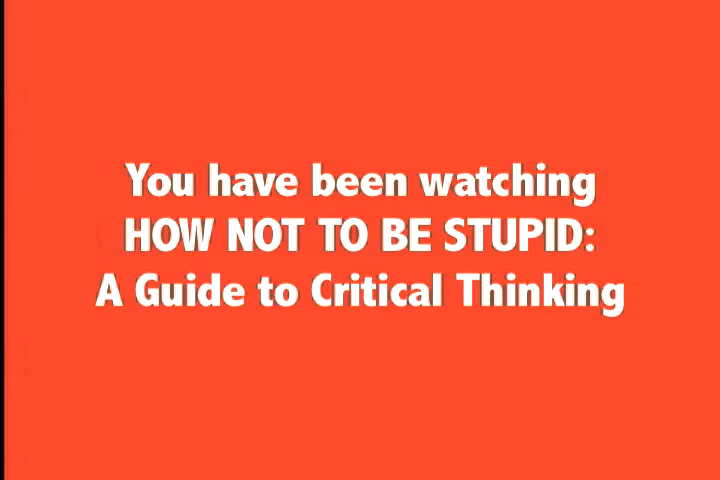 You have been watching
HOW NOT TO BE STUPID:
A Guide to Critical Thinking